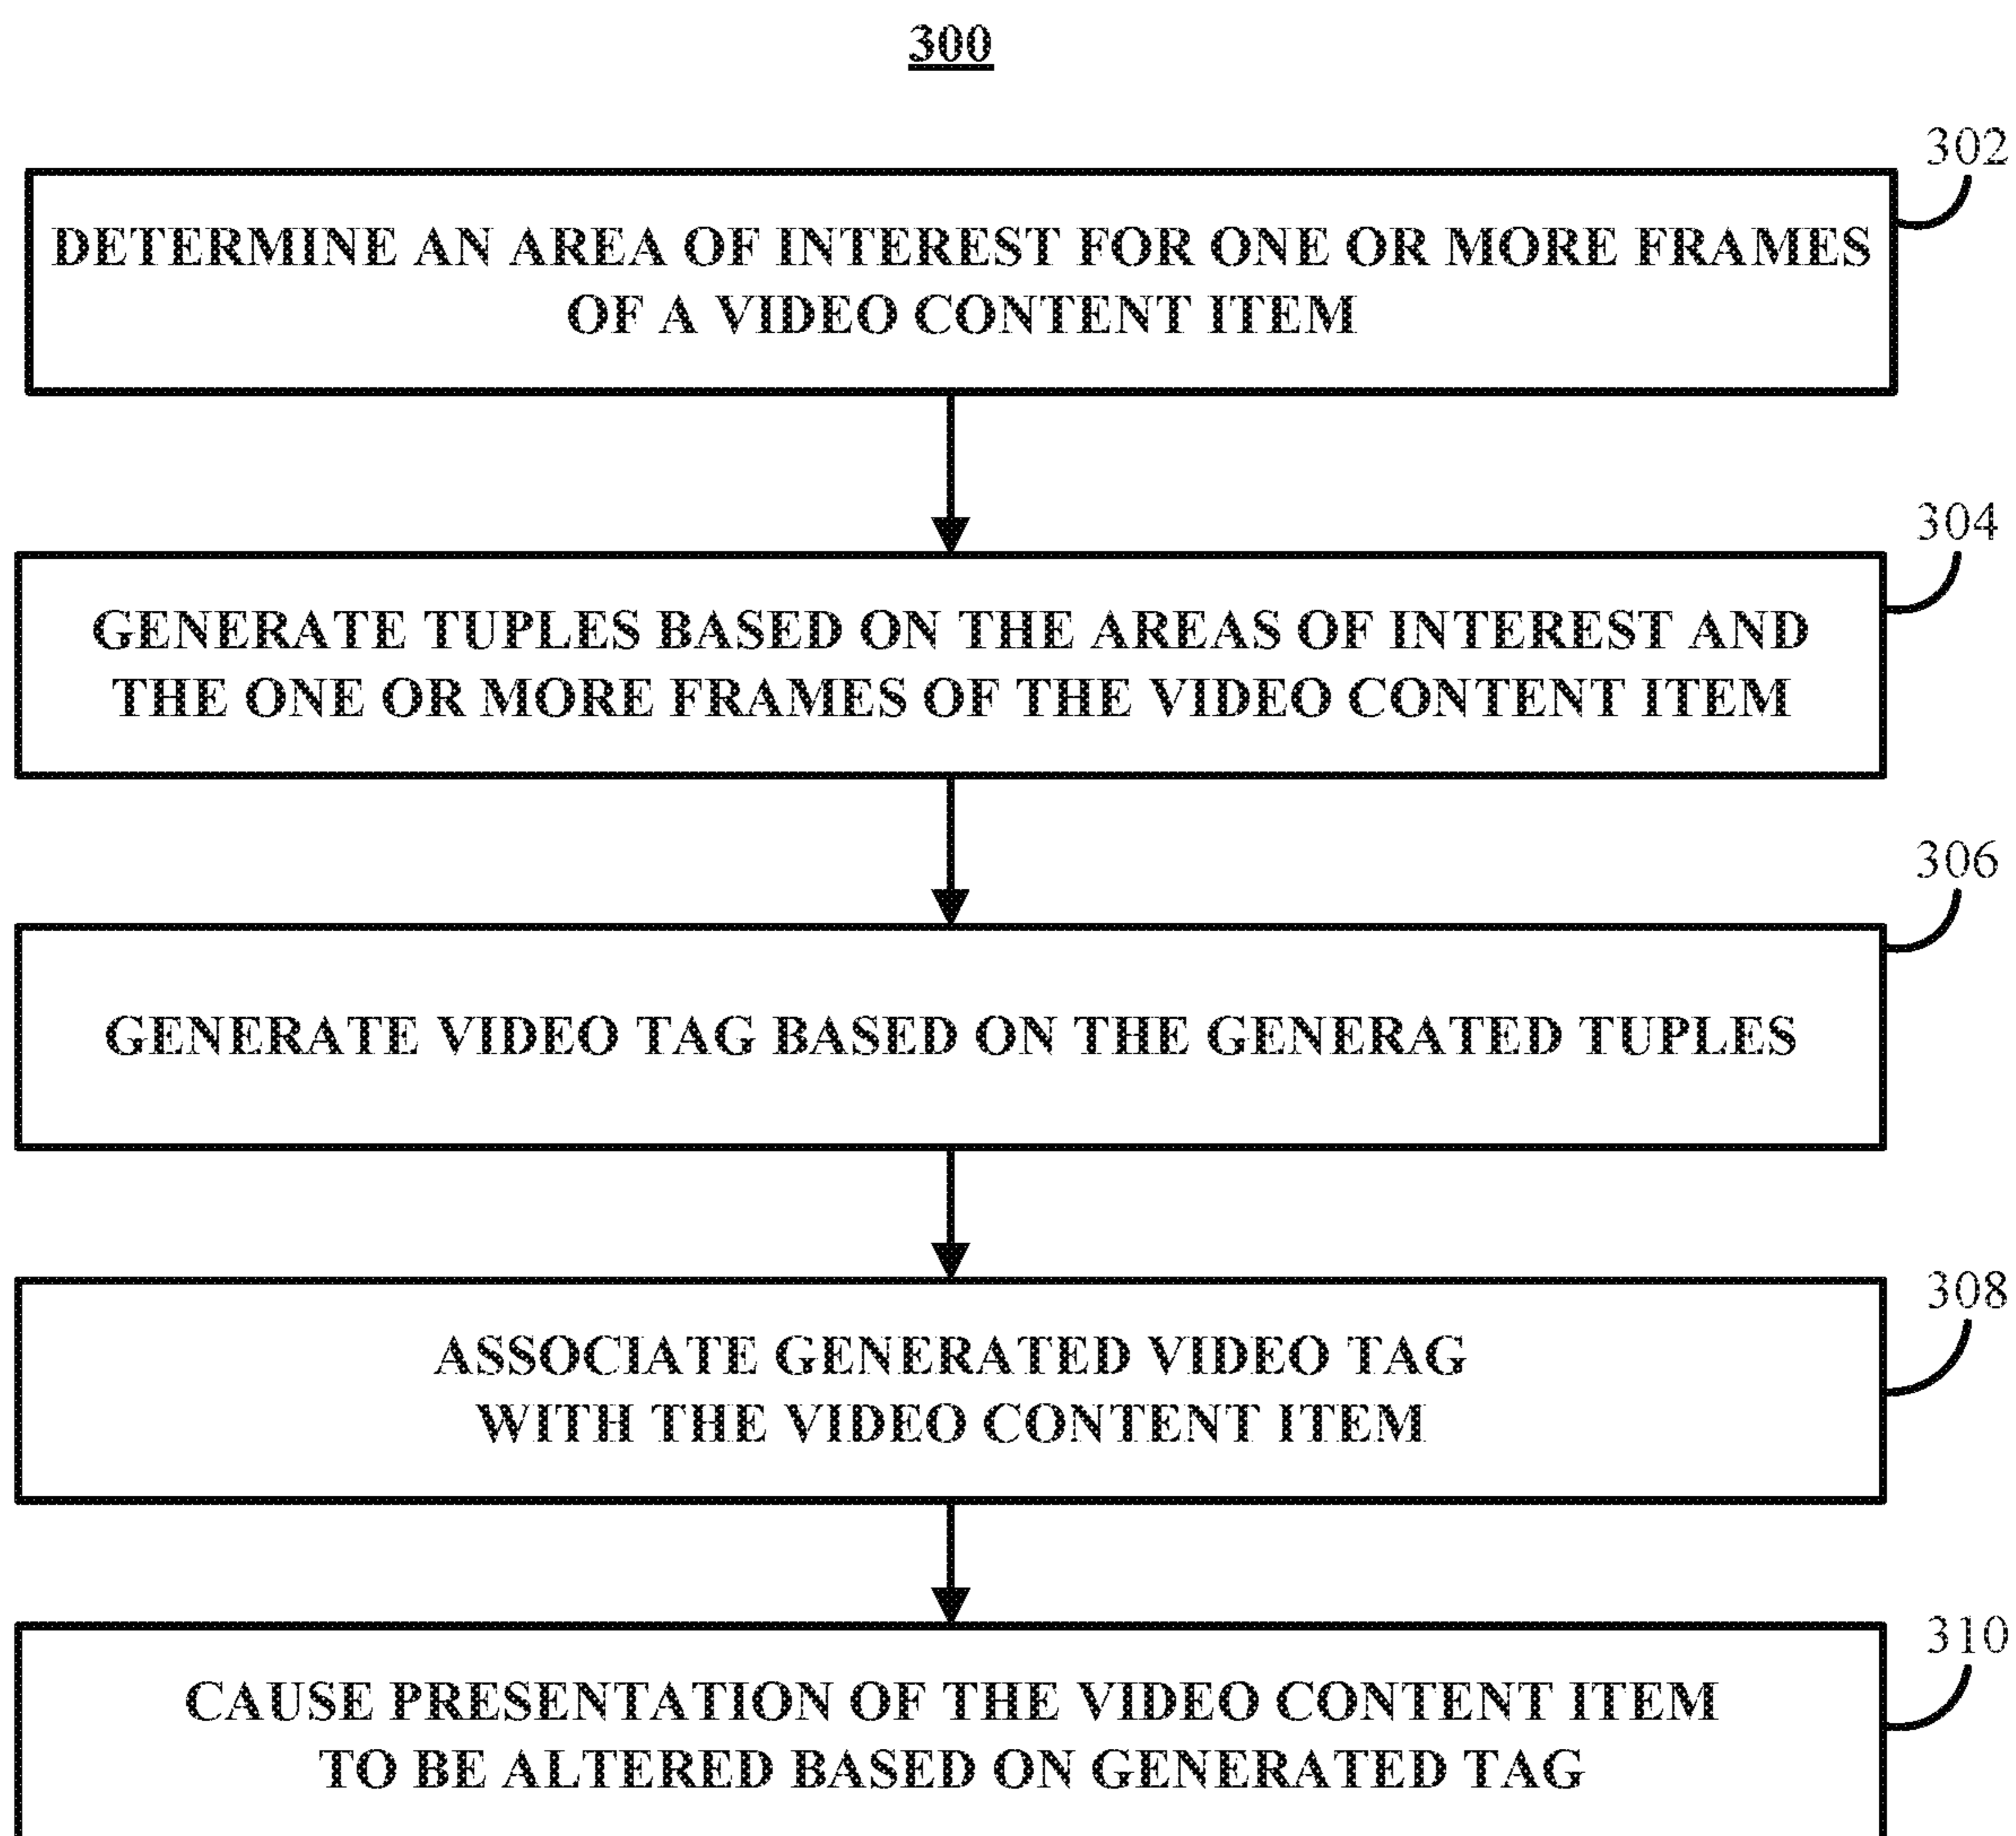 300
302
DETERMINE AN AREA OF INTEREST FOR ONE OR MORE FRAMES
OF A VIDEO CONTENT ITEM
304
GENERATE TUPLES BASED ON THE AREAS OF INTEREST AND
THE ONE OR MORE FRAMES OF THE VIDEO CONTENT ITEM
306
GENERATE VIDEO TAG BASED ON THE GENERATED TUPLES
308
ASSOCIATE GENERATED VIDEO TAG
WITH THE VIDEO CONTENT ITEM
310
CAUSE PRESENTATION OF THE VIDEO CONTENT ITEM
TO BE ALTERED BASED ON GENERATED TAG